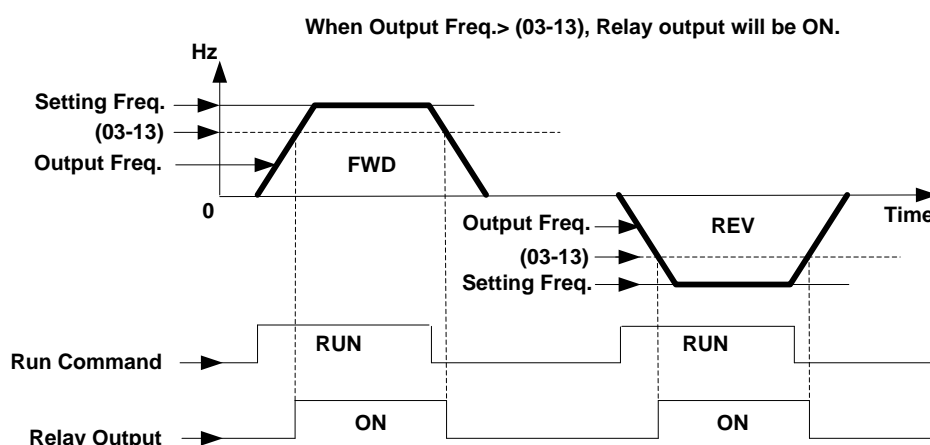 When Output Freq.> (03-13), Relay output will be ON.
Hz
Setting Freq.
(03-13)
Output Freq.
FWD
0
Time
Output Freq.
REV
(03-13)
Setting Freq.
RUN
RUN
Run Command
ON
ON
Relay Output